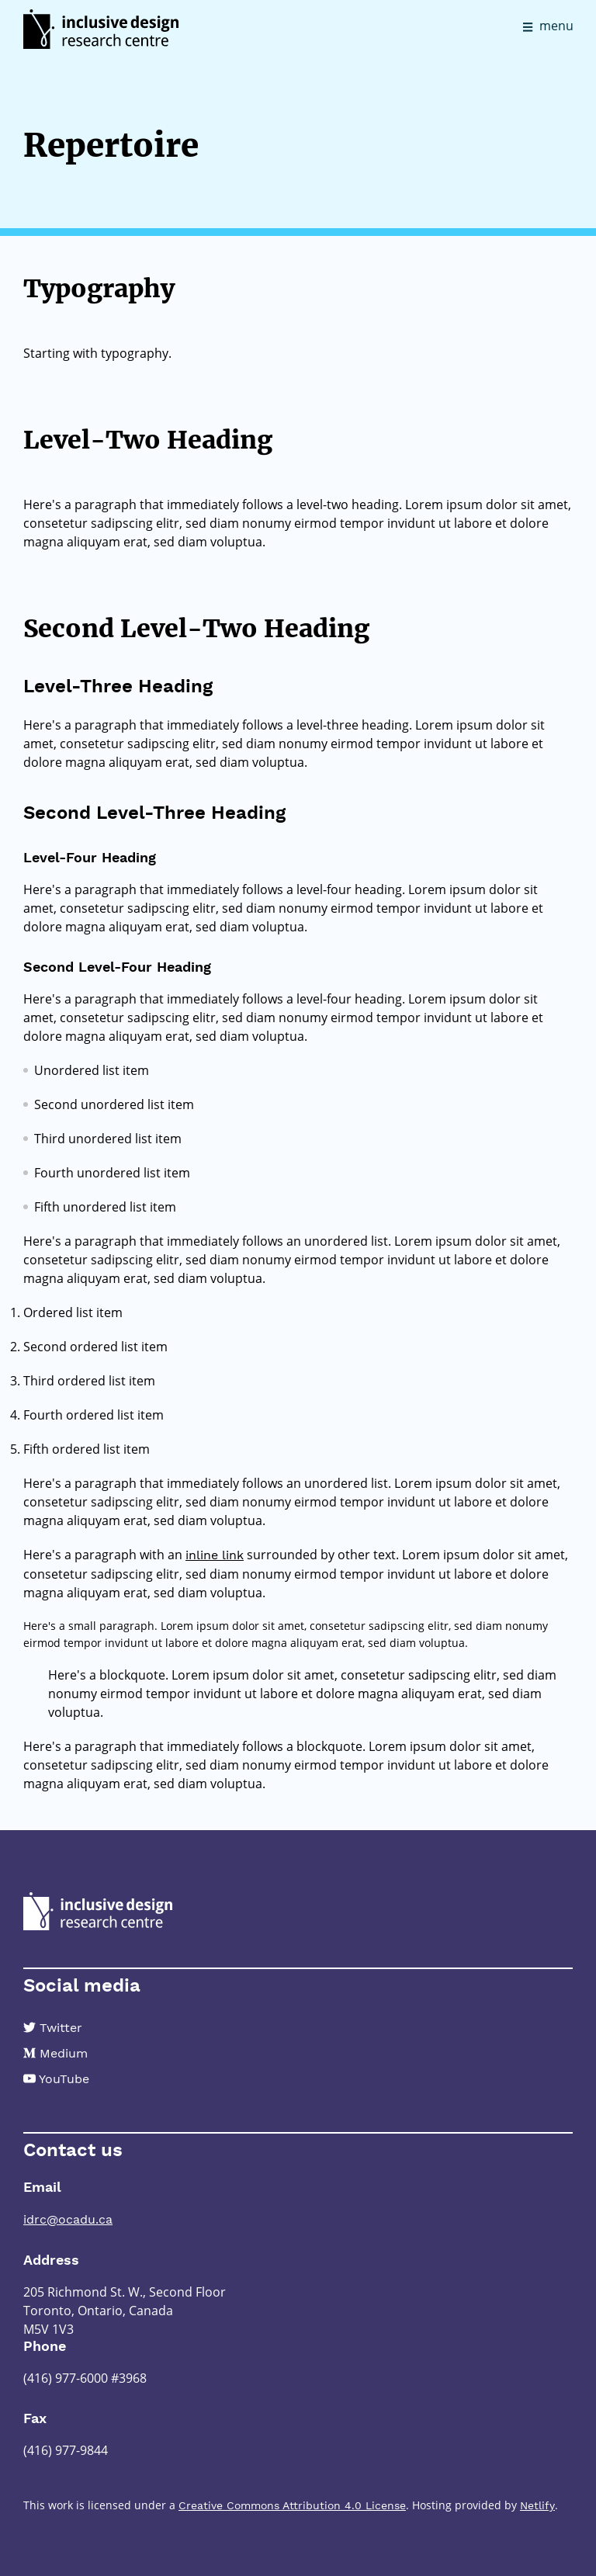 inclusive design
research centre
menu
Repertoire
Typography
Starting with typography.
Level-Two Heading
Here's a paragraph that immediately follows a level-two heading. Lorem ipsum dolor sit amet,
consetetur sadipscing elitr, sed diam nonumy eirmod tempor invidunt ut labore et dolore
magna aliquyam erat, sed diam voluptua.
Second Level-Two Heading
Level-Three Heading
Here's a paragraph that immediately follows a level-three heading. Lorem ipsum dolor sit
amet, consetetur sadipscing elitr, sed diam nonumy eirmod tempor invidunt ut labore et
dolore magna aliquyam erat, sed diam voluptua.
Second Level-Three Heading
Level-Four Heading
Here's a paragraph that immediately follows a level-four heading. Lorem ipsum dolor sit
amet, consetetur sadipscing elitr, sed diam nonumy eirmod tempor invidunt ut labore et
dolore magna aliquyam erat, sed diam voluptua.
Second Level-Four Heading
Here's a paragraph that immediately follows a level-four heading. Lorem ipsum dolor sit
amet, consetetur sadipscing elitr, sed diam nonumy eirmod tempor invidunt ut labore et
dolore magna aliquyam erat, sed diam voluptua.
Unordered list item
Second unordered list item
Third unordered list item
Fourth unordered list item
Fifth unordered list item
Here's a paragraph that immediately follows an unordered list. Lorem ipsum dolor sit amet,
consetetur sadipscing elitr, sed diam nonumy eirmod tempor invidunt ut labore et dolore
magna aliquyam erat, sed diam voluptua.
1. Ordered list item
2. Second ordered list item
3. Third ordered list item
4. Fourth ordered list item
5. Fifth ordered list item
Here's a paragraph that immediately follows an unordered list. Lorem ipsum dolor sit amet,
consetetur sadipscing elitr, sed diam nonumy eirmod tempor invidunt ut labore et dolore
magna aliquyam erat, sed diam voluptua.
Here's a paragraph with an inline link surrounded by other text. Lorem ipsum dolor sit amet,
consetetur sadipscing elitr, sed diam nonumy eirmod tempor invidunt ut labore et dolore
magna aliquyam erat, sed diam voluptua.
Here's a small paragraph. Lorem ipsum dolor sit amet, consetetur sadipscing elitr, sed diam nonumy
eirmod tempor invidunt ut labore et dolore magna aliquyam erat, sed diam voluptua.
Here's a blockquote. Lorem ipsum dolor sit amet, consetetur sadipscing elitr, sed diam
nonumy eirmod tempor invidunt ut labore et dolore magna aliquyam erat, sed diam
voluptua.
Here's a paragraph that immediately follows a blockquote. Lorem ipsum dolor sit amet,
consetetur sadipscing elitr, sed diam nonumy eirmod tempor invidunt ut labore et dolore
magna aliquyam erat, sed diam voluptua.
inclusive design
research centre
Social media
Twitter
Medium
YouTube
Contact us
Email
idrc@ocadu.ca
Address
205 Richmond St. W., Second Floor
Toronto, Ontario, Canada
M5V 1V3
Phone
(416) 977-6000 #3968
Fax
(416) 977-9844
This work is licensed under a Creative Commons Attribution 4.0 License. Hosting provided by Netlify.